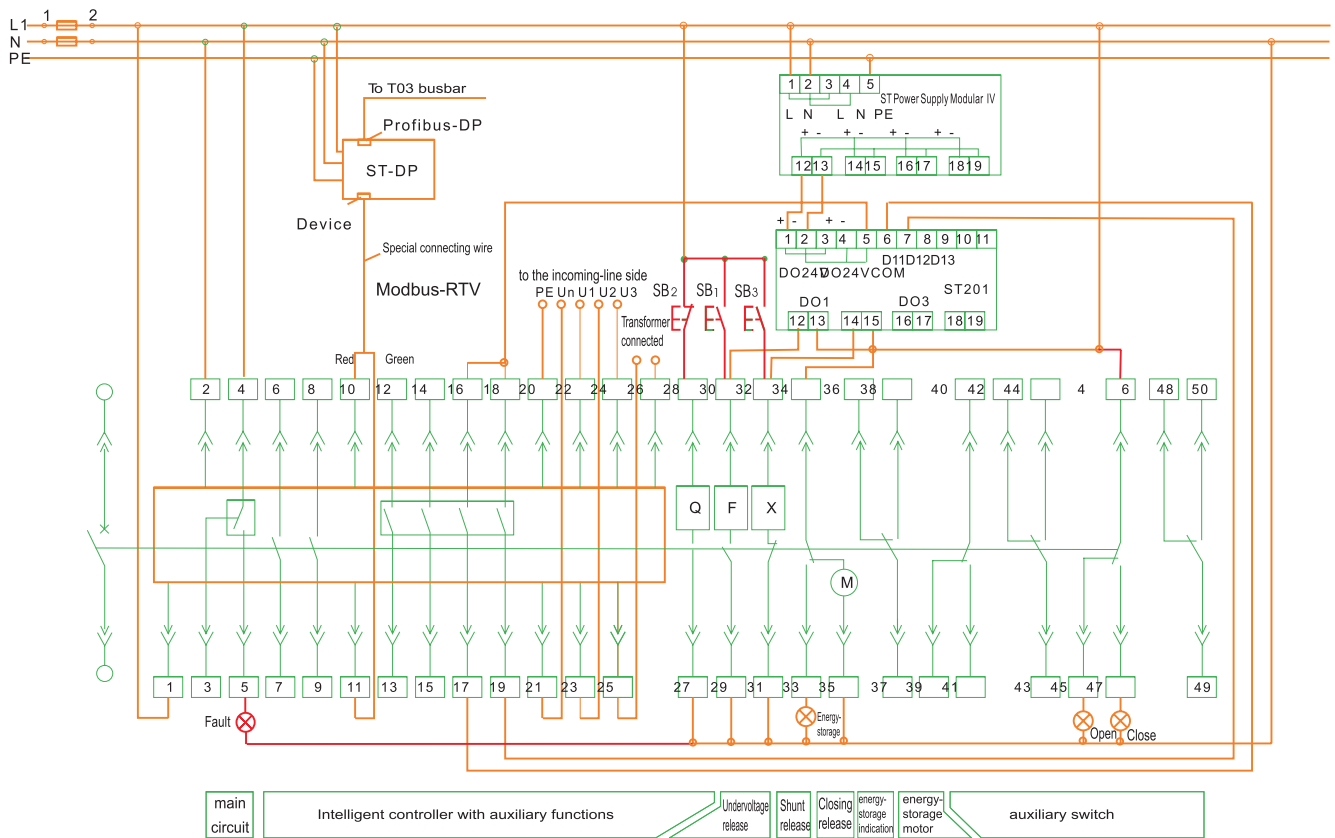 L1 1 2
N
PE
To T03 busbar
Profibus-DP
ST-DP
Device
Special connecting wire
Modbus-RTV
Red Green
1 2 3 4 5
ST Power Supply Modular IV
L N L N PE
+ - + - + - + -
12 13 14 15 16 17 18 19
+ - + -
1 2 3 4 5 6 7 8 9 10 11
D11D12D13
DO24V DO24VCOM
ST201
DO1 DO3
12 13 14 15 16 17 18 19
to the incoming-line side
PE Un U1 U2 U3
Transformer
connected
SB2 SB1 SB3
2 4 6 8 10 12 14 16 18 20 22 24 26 28 30 32 34 36 38 40 42 44 4 6 48 50
Q F X
M
1 3 5 7 9 11 13 15 17 19 21 23 25 27 29 31 33 35 37 39 41 43 45 47 49
Fault
Energy-
storage
Open Close
main
circuit
Intelligent controller with auxiliary functions
Undervoltage
release
Shunt
release
Closing
release
energy-
storage
indication
energy-
storage
motor
auxiliary switch